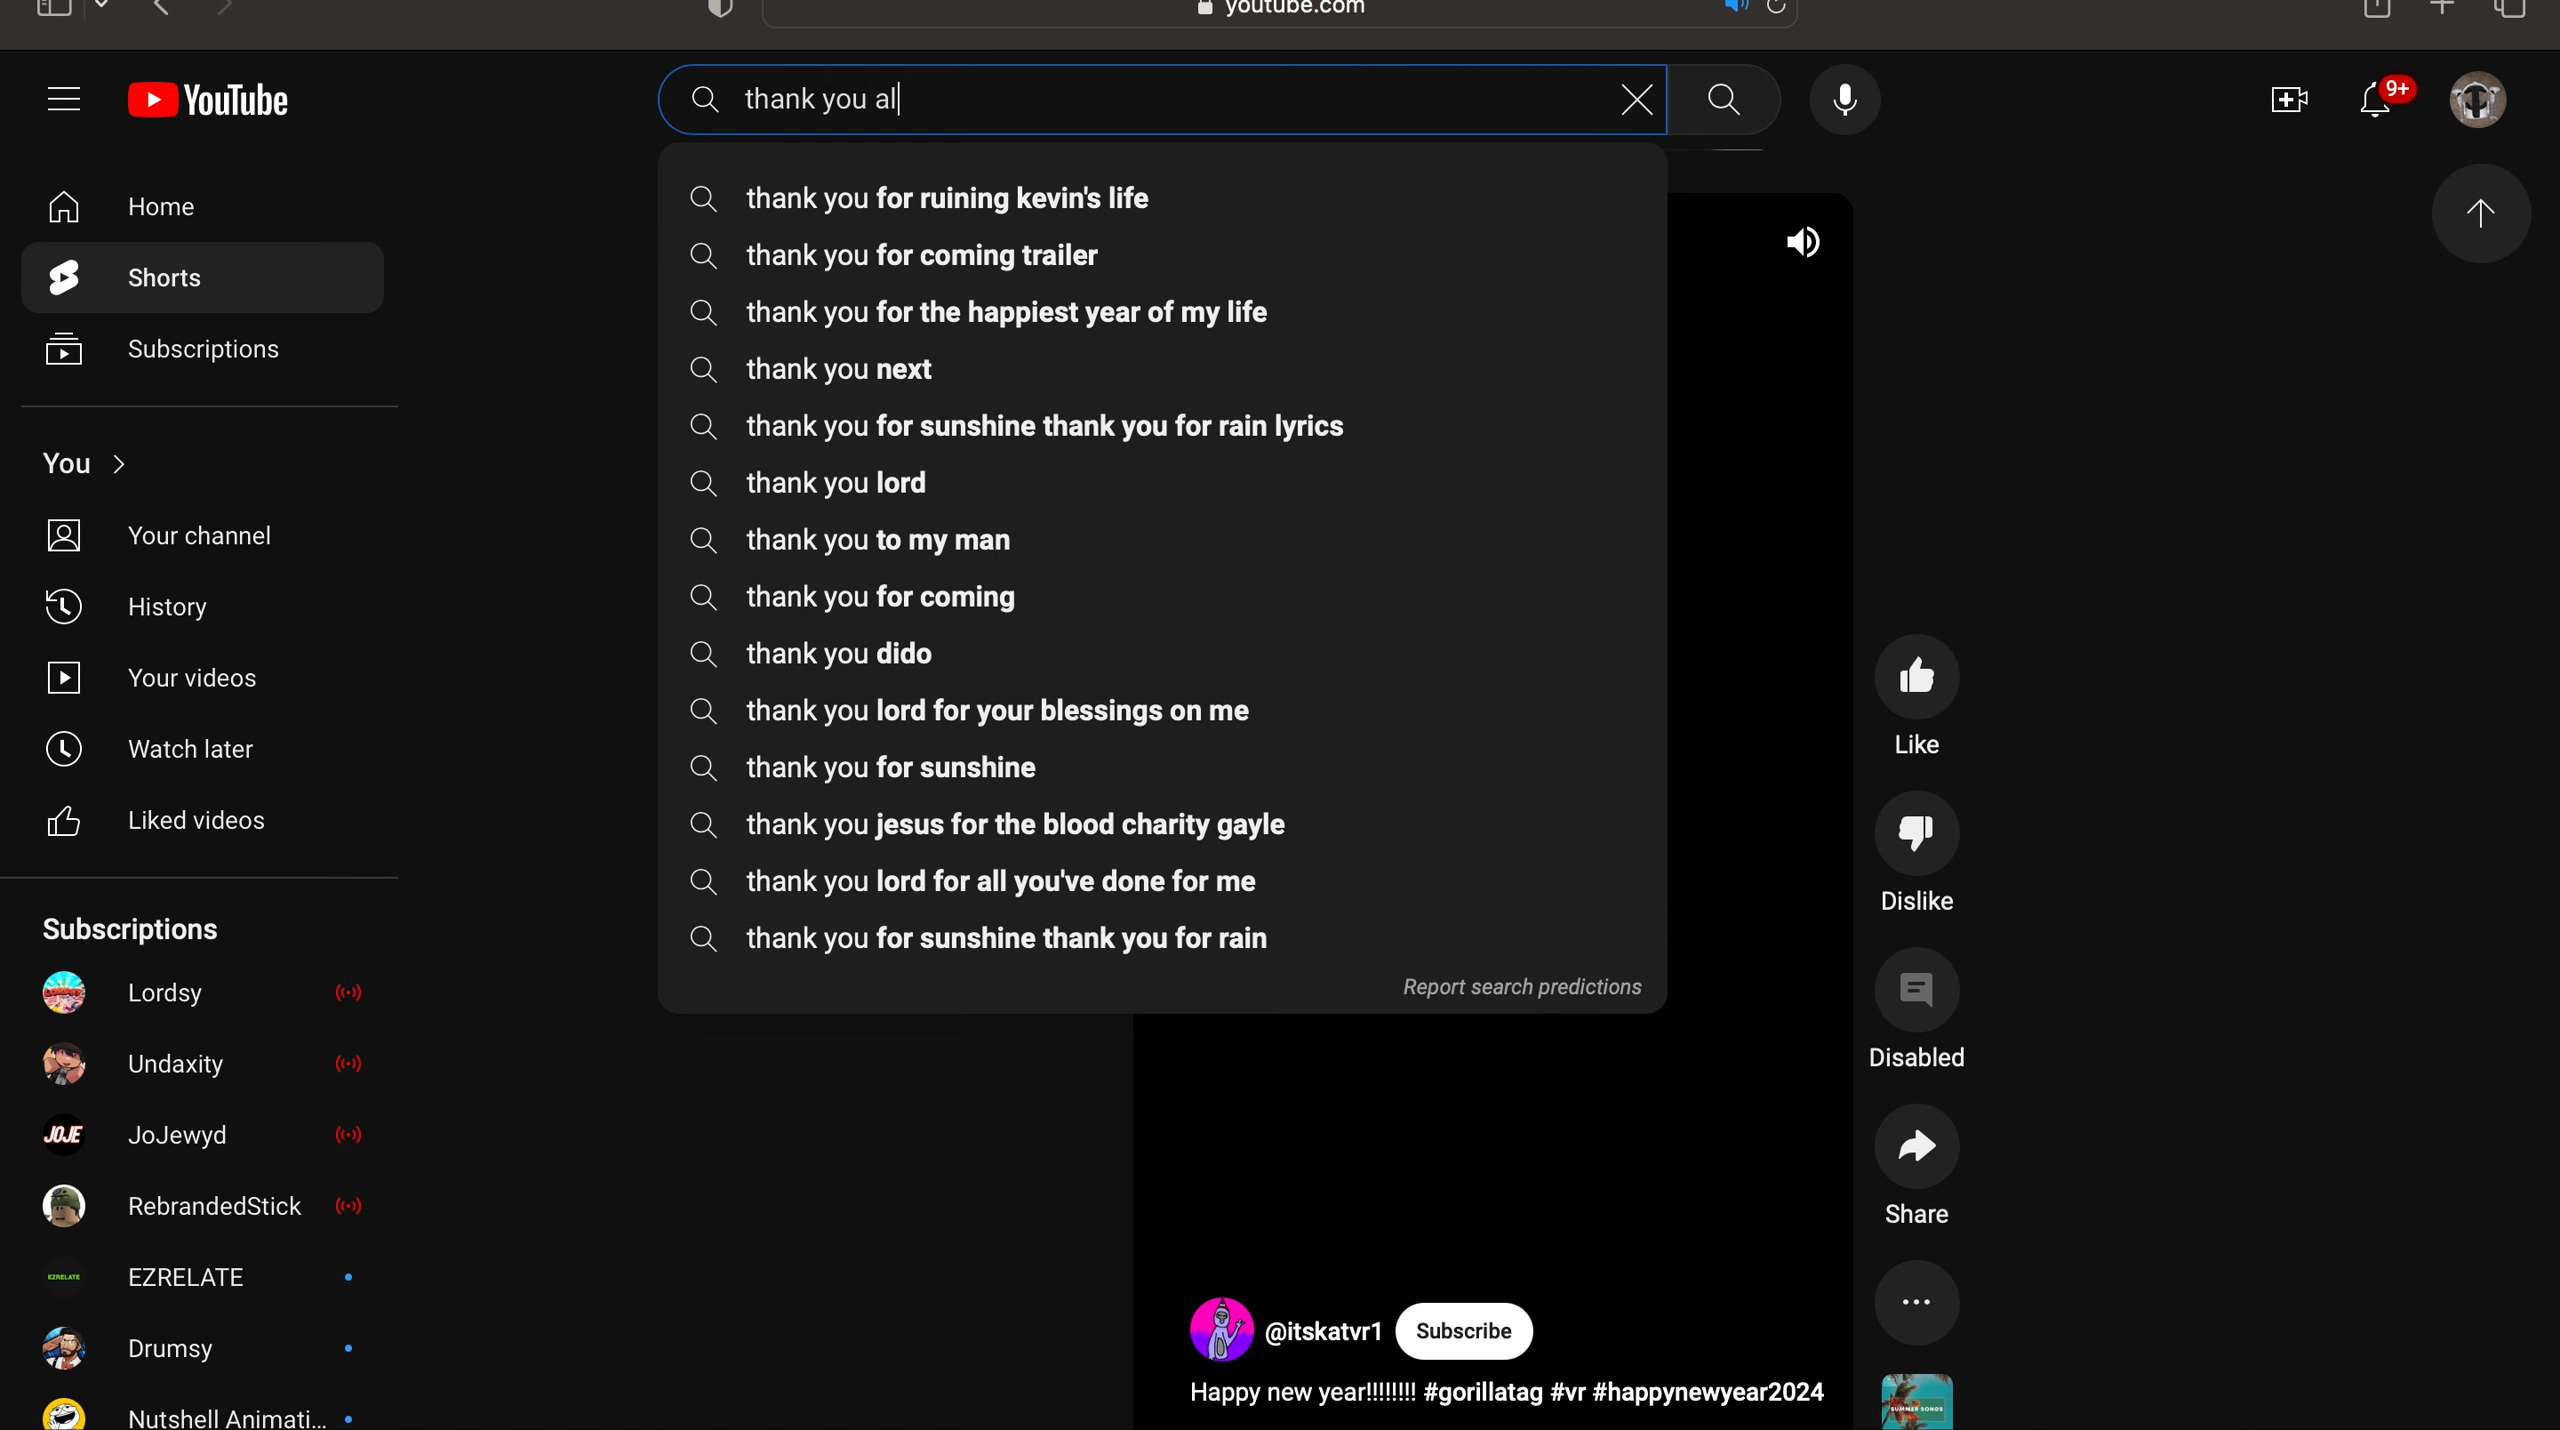 youtube.com
YouTube
thank you al
9+
Home
Shorts
Subscriptions
You
Your channel
History
Your videos
Watch later
Liked videos
Subscriptions
Lordsy
Undaxity
JOJE
JoJewyd
RebrandedStick
EZRELATE
EZRELATE
Drumsy
Nutshell Animati...
thank you for ruining kevin's life
thank you for coming trailer
thank you for the happiest year of my life
thank you next
thank you for sunshine thank you for rain lyrics
thank you lord
thank you to my man
thank you for coming
thank you dido
thank you lord for your blessings on me
thank you for sunshine
thank you jesus for the blood charity gayle
thank you lord for all you've done for me
thank you for sunshine thank you for rain
Report search predictions
Like
Dislike
Disabled
Share
SUMMER SONGS
@itskatvr1
Subscribe
Happy new year!!!!!!!! #gorillatag #vr #happynewyear2024